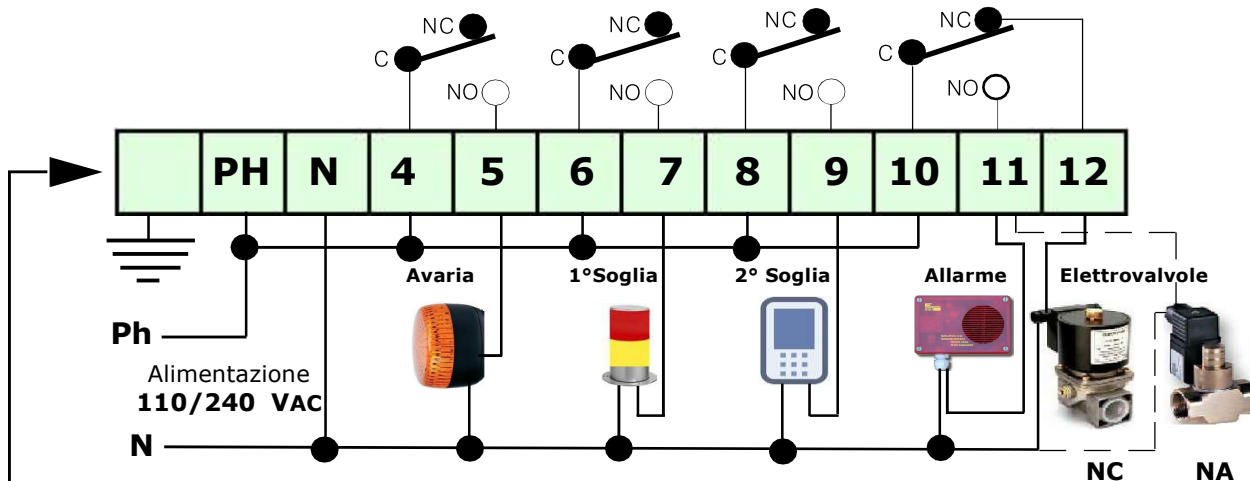 NC NC NC NC
C C C C
NO NO NO NO
PH N 4 5 6 7 8 9 10 11 12
Avaria 1°Soglia 2° Soglia Allarme Elettrovalvole
Ph
Alimentazione
110/240 VAC
N
NC NA